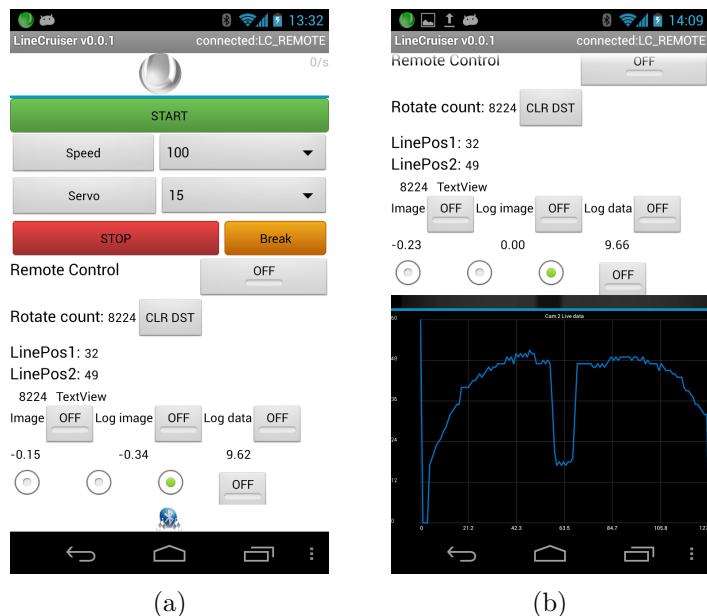 13:32
LineCruiser v0.0.1 connected:LC_REMOTE
0/s
START
Speed 100
Servo 15
STOP Break
Remote Control OFF
Rotate count: 8224 CLR DST
LinePos1: 32
LinePos2: 49
8224 TextView
Image OFF Log image OFF Log data OFF
-0.15 -0.34 9.62
OFF
(a)
14:09
LineCruiser v0.0.1 connected:LC_REMOTE
Remote Control OFF
Rotate count: 8224 CLR DST
LinePos1: 32
LinePos2: 49
8224 TextView
Image OFF Log image OFF Log data OFF
-0.23 0.00 9.66
OFF
Cam 2 Live data
60
48
36
24
12
0
0 21.2 42.3 63.5 84.7 105.8 127
(b)